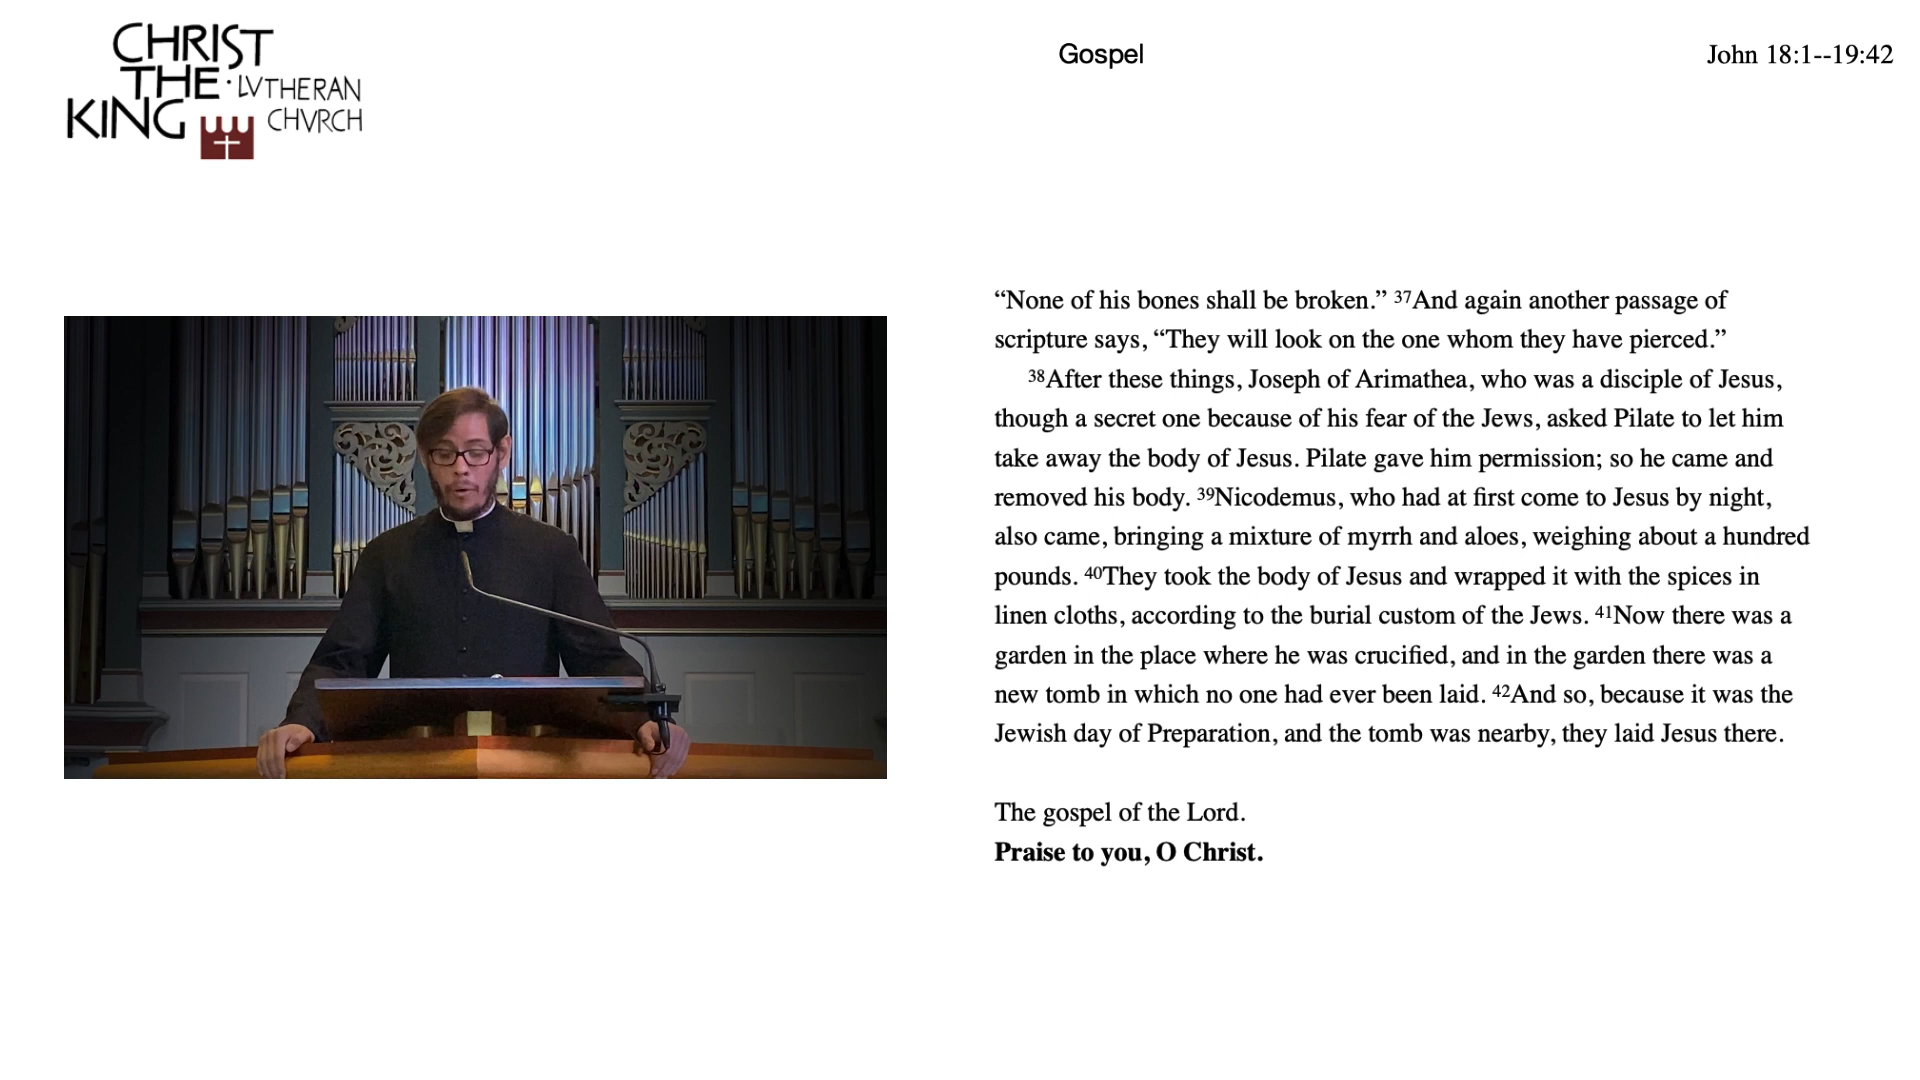 CHRIST
THE · LVTHERAN
KING CHVRCH
Gospel
John 18:1--19:42
“None of his bones shall be broken.” 37And again another passage of
scripture says, “They will look on the one whom they have pierced.”
38After these things, Joseph of Arimathea, who was a disciple of Jesus,
though a secret one because of his fear of the Jews, asked Pilate to let him
take away the body of Jesus. Pilate gave him permission; so he came and
removed his body. 39Nicodemus, who had at first come to Jesus by night,
also came, bringing a mixture of myrrh and aloes, weighing about a hundred
pounds. 40They took the body of Jesus and wrapped it with the spices in
linen cloths, according to the burial custom of the Jews. 41Now there was a
garden in the place where he was crucified, and in the garden there was a
new tomb in which no one had ever been laid. 42And so, because it was the
Jewish day of Preparation, and the tomb was nearby, they laid Jesus there.
The gospel of the Lord.
Praise to you, O Christ.